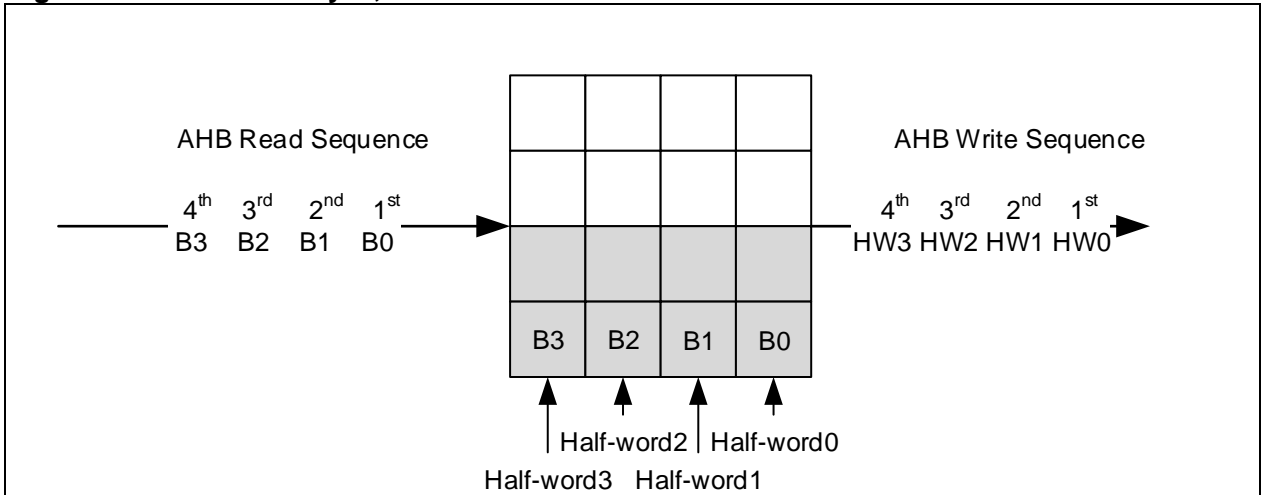 AHB Read Sequence
4th 3rd 2nd 1st
B3 B2 B1 B0
AHB Write Sequence
4th 3rd 2nd 1st
HW3 HW2 HW1 HW0
B3 B2 B1 B0
Half-word2 Half-word0
Half-word3 Half-word1